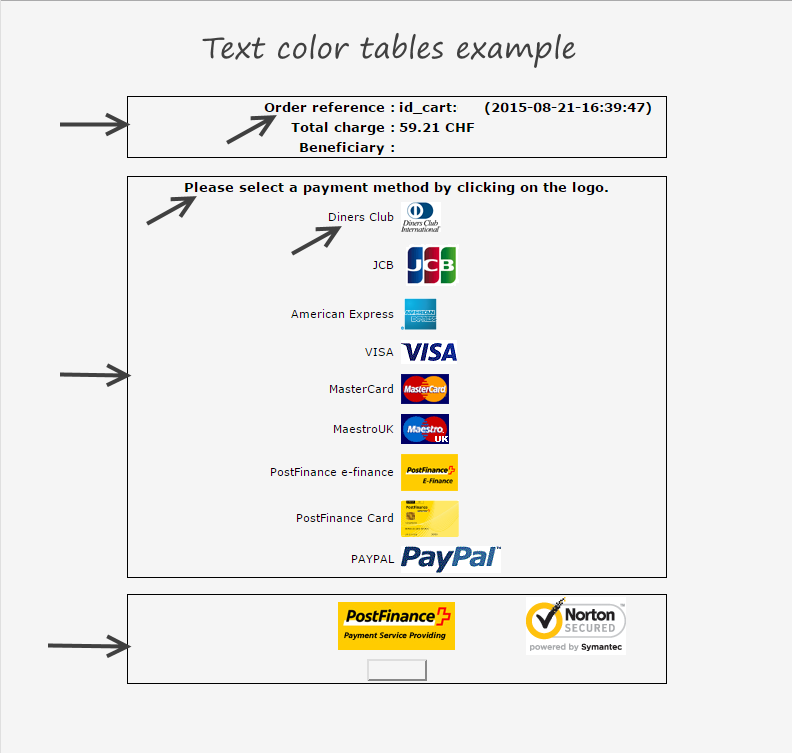 Text color tables example
Order reference : id_cart: (2015-08-21-16:39:47)
Total charge : 59.21 CHF
Beneficiary :
Please select a payment method by clicking on the logo.
Diners Club
Diners Club
International
JCB
JCB
American Express
AMERICAN
EXPRESS
VISA
VISA
MasterCard
MasterCard
MaestroUK
Maestro
UK
PostFinance e-finance
PostFinance
E-Finance
PostFinance Card
PostFinance
PAYPAL
PayPal™
PostFinance
Payment Service Providing
Norton™
SECURED
powered by Symantec